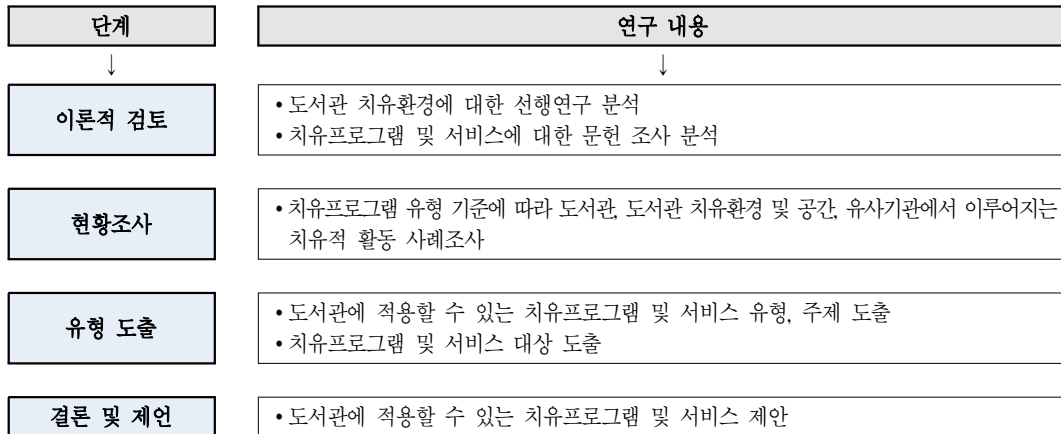 단계
연구 내용
↓
↓
이론적 검토
• 도서관 치유환경에 대한 선행연구 분석
• 치유프로그램 및 서비스에 대한 문헌 조사 분석
현황조사
• 치유프로그램 유형 기준에 따라 도서관, 도서관 치유환경 및 공간, 유사기관에서 이루어지는
치유적 활동 사례조사
유형 도출
• 도서관에 적용할 수 있는 치유프로그램 및 서비스 유형, 주제 도출
• 치유프로그램 및 서비스 대상 도출
결론 및 제언
• 도서관에 적용할 수 있는 치유프로그램 및 서비스 제안